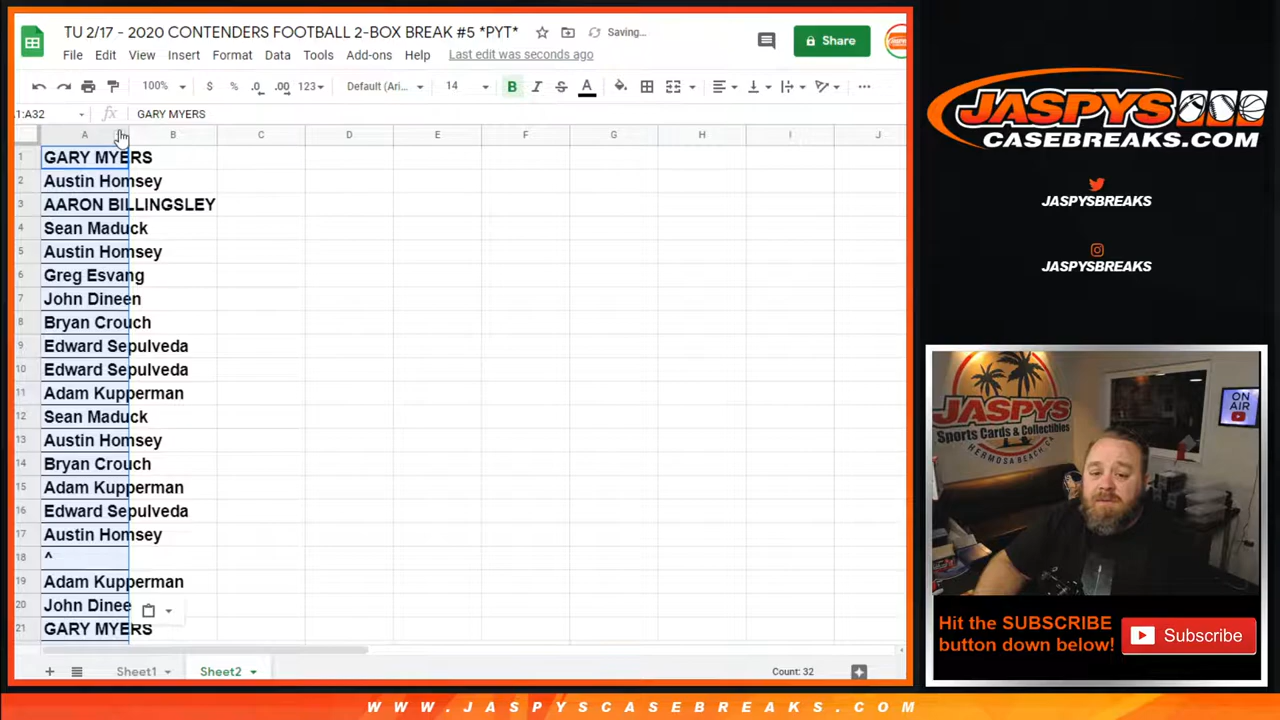 TU 2/17 - 2020 CONTENDERS FOOTBALL 2-BOX BREAK #5 *PYT*
Saving...
Share
File Edit View Insert Format Data Tools Add-ons Help Last edit was seconds ago
100% $ % .0 .00 123 Default (Ari... 14 B I S A
1:A32 fx GARY MYERS
A B C D E F G H I J
1 GARY MYERS
2 Austin Homsey
3 AARON BILLINGSLEY
4 Sean Maduck
5 Austin Homsey
6 Greg Esvang
7 John Dineen
8 Bryan Crouch
9 Edward Sepulveda
10 Edward Sepulveda
11 Adam Kupperman
12 Sean Maduck
13 Austin Homsey
14 Bryan Crouch
15 Adam Kupperman
16 Edward Sepulveda
17 Austin Homsey
18 ^
19 Adam Kupperman
20 John Dinee
21 GARY MYERS
Sheet1 Sheet2 Count: 32
JASPYS
CASEBREAKS.COM
JASPYSBREAKS
JASPYSBREAKS
JASPYS
Sports Cards & Collectibles
HERMOSA BEACH, CA
ON
AIR
Hit the SUBSCRIBE
button down below!
Subscribe
WWW.JASPYSCASEBREAKS.COM